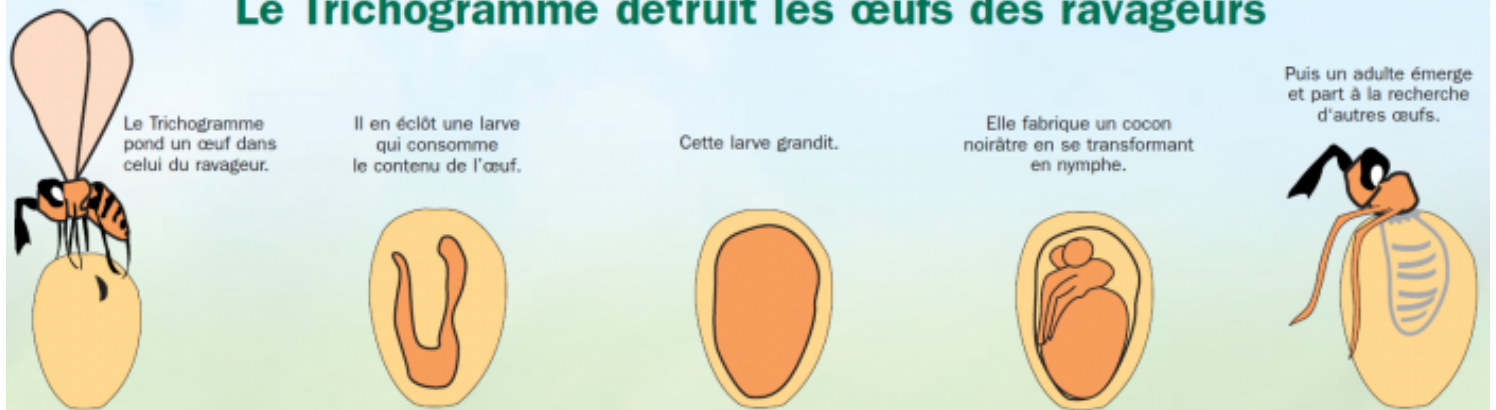 Le Trichogramme détruit les œufs des ravageurs
Le Trichogramme
pond un œuf dans
celui du ravageur.
Il en éclôt une larve
qui consomme
le contenu de l'œuf.
Cette larve grandit.
Elle fabrique un cocon
noirâtre en se transformant
en nymphe.
Puis un adulte émerge
et part à la recherche
d'autres œufs.